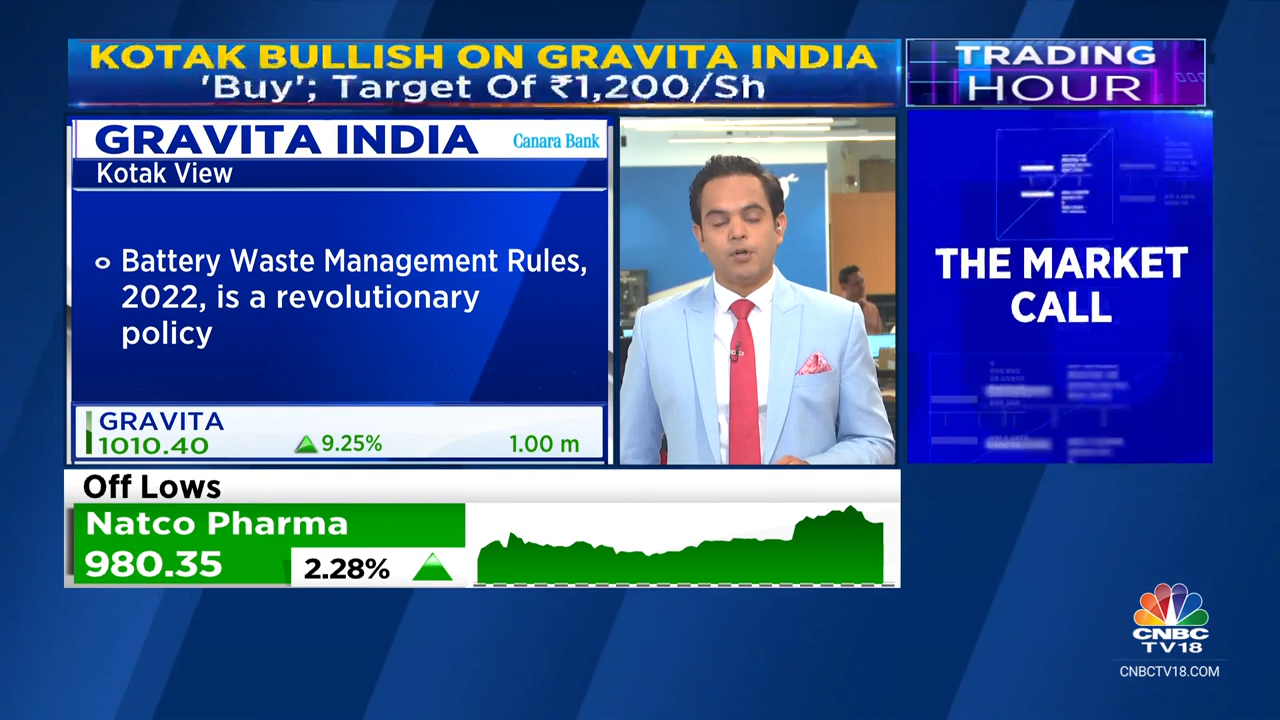 KOTAK BULLISH ON GRAVITA INDIA
'Buy'; Target Of ₹1,200/Sh
TRADING
HOUR
GRAVITA INDIA
Canara Bank
Kotak View
Battery Waste Management Rules,
2022, is a revolutionary
policy
GRAVITA
1010.40
9.25%
1.00 m
THE MARKET
CALL
Off Lows
Natco Pharma
980.35
2.28%
CNBC
TV18
CNBCTV18.COM